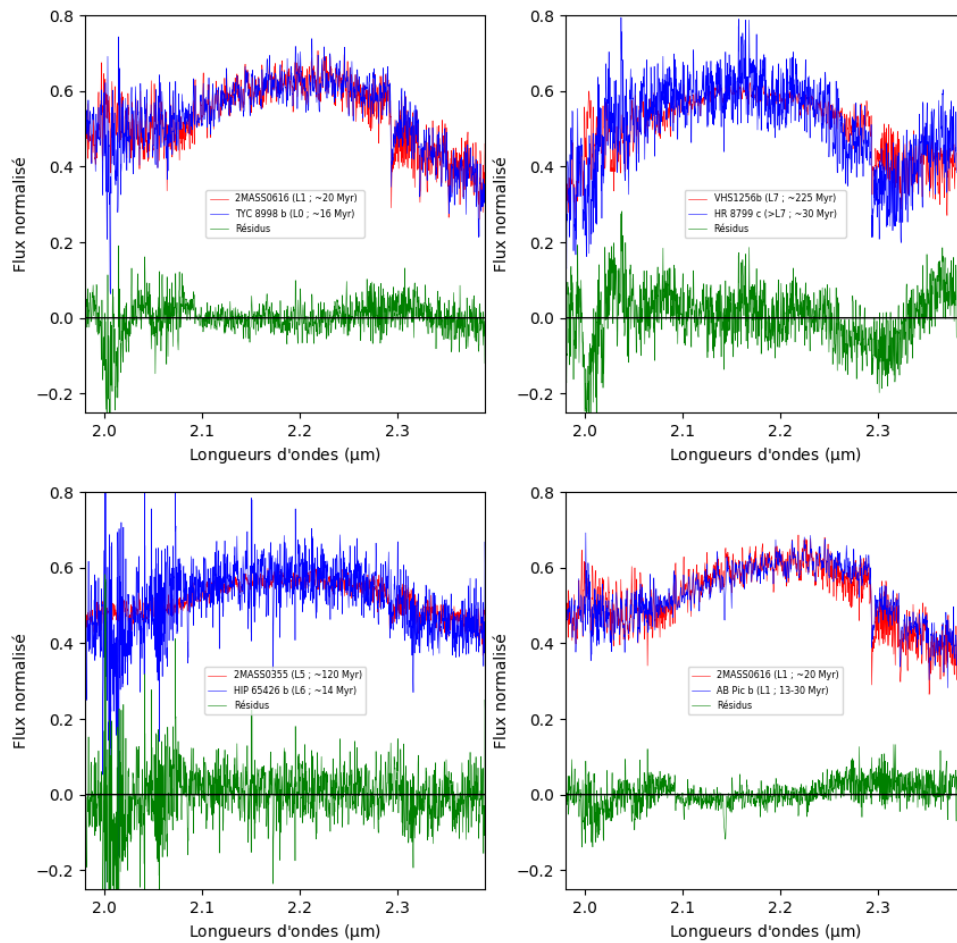 0.8
0.6
0.4
0.2
0.0
−0.2
Flux normalisé
2MASS0616 (L1 ; ~20 Myr)
TYC 8998 b (L0 ; ~16 Myr)
Résidus
2.0 2.1 2.2 2.3
Longueurs d'ondes (μm)
0.8
0.6
0.4
0.2
0.0
−0.2
Flux normalisé
VHS1256b (L7 ; ~225 Myr)
HR 8799 c (>L7 ; ~30 Myr)
Résidus
2.0 2.1 2.2 2.3
Longueurs d'ondes (μm)
0.8
0.6
0.4
0.2
0.0
−0.2
Flux normalisé
2MASS0355 (L5 ; ~120 Myr)
HIP 65426 b (L6 ; ~14 Myr)
Résidus
2.0 2.1 2.2 2.3
Longueurs d'ondes (μm)
0.8
0.6
0.4
0.2
0.0
−0.2
Flux normalisé
2MASS0616 (L1 ; ~20 Myr)
AB Pic b (L1 ; 13-30 Myr)
Résidus
2.0 2.1 2.2 2.3
Longueurs d'ondes (μm)